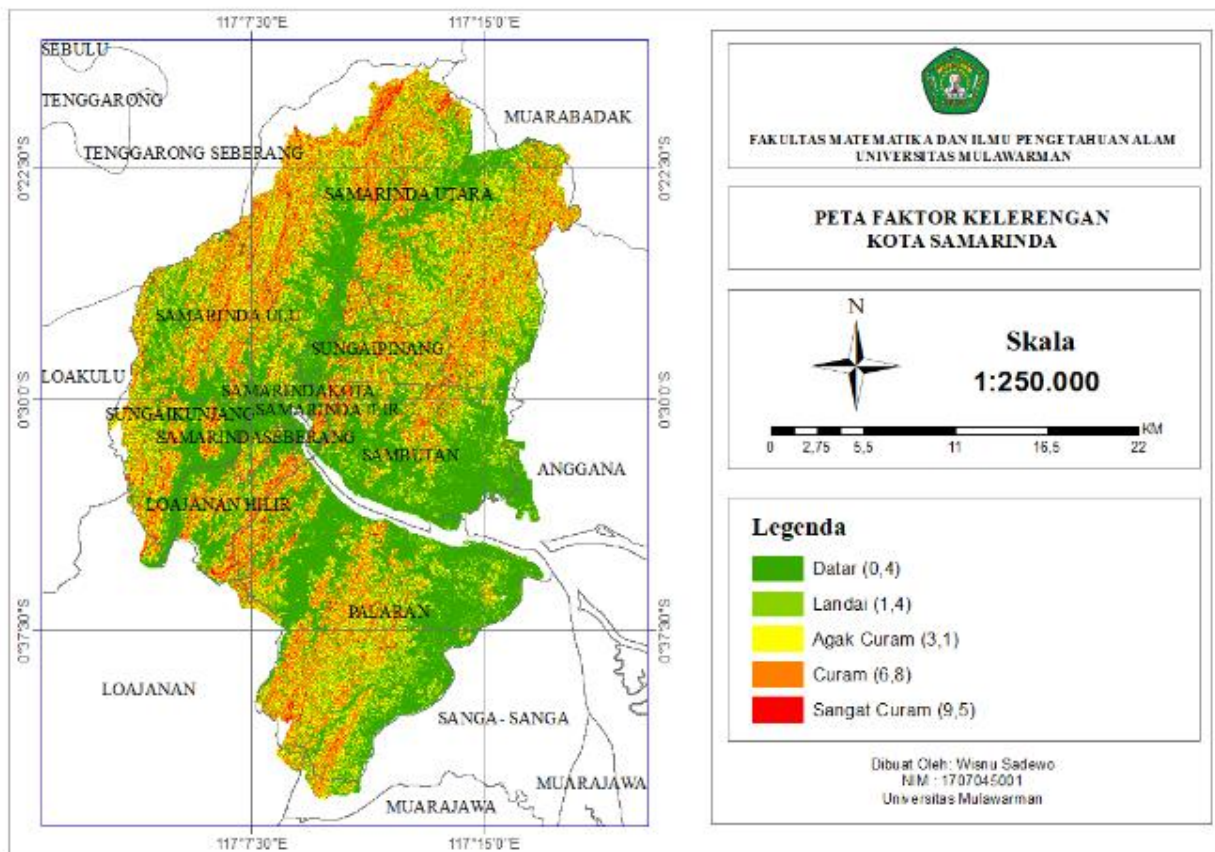 117°7'30"E
117°15'0"E
SEBULU
TENGGARONG
MUARABADAK
TENGGARONG SEBERANG
0°22'30"S
0°22'30"S
SAMARINDA UTARA
SAMARINDA ULU
SUNGAIPINANG
LOAKULU
SAMARINDAKOTA
0°30'0"S
0°30'0"S
SUNGAIKUNJANG
SAMARINDA ILIR
SAMARINDASEBERANG
SAMBUTAN
ANGGANA
LOAJANAN HILIR
PALARAN
0°37'30"S
0°37'30"S
LOAJANAN
SANGA - SANGA
MUARAJAWA
MUARAJAWA
117°7'30"E
117°15'0"E
FAKULTAS MATEMATIKA DAN ILMU PENGETAHUAN ALAM
UNIVERSITAS MULAWARMAN
PETA FAKTOR KELERENGAN
KOTA SAMARINDA
N
Skala
1:250.000
KM
0 2,75 5,5 11 16,5 22
Legenda
Datar (0,4)
Landai (1,4)
Agak Curam (3,1)
Curam (6,8)
Sangat Curam (9,5)
Dibuat Oleh: Wisnu Sadewo
NIM : 1707045001
Universitas Mulawarman